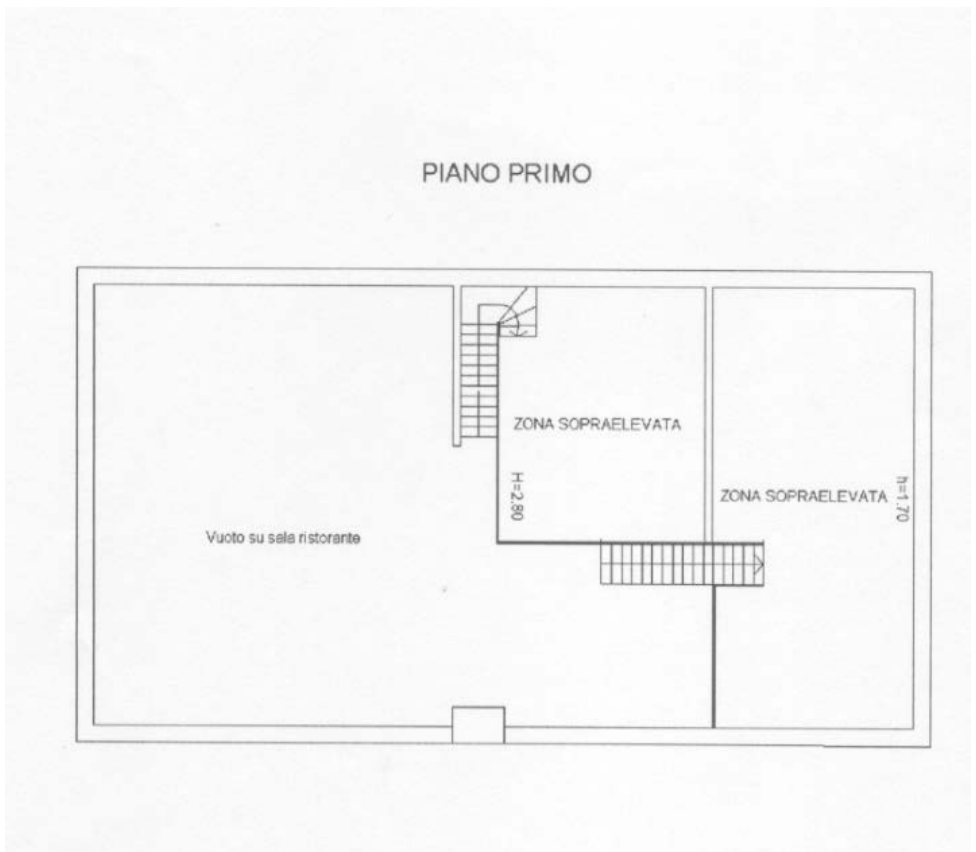 PIANO PRIMO
ZONA SOPRAELEVATA
H=2.80
ZONA SOPRAELEVATA
h=1.70
Vuoto su sala ristorante